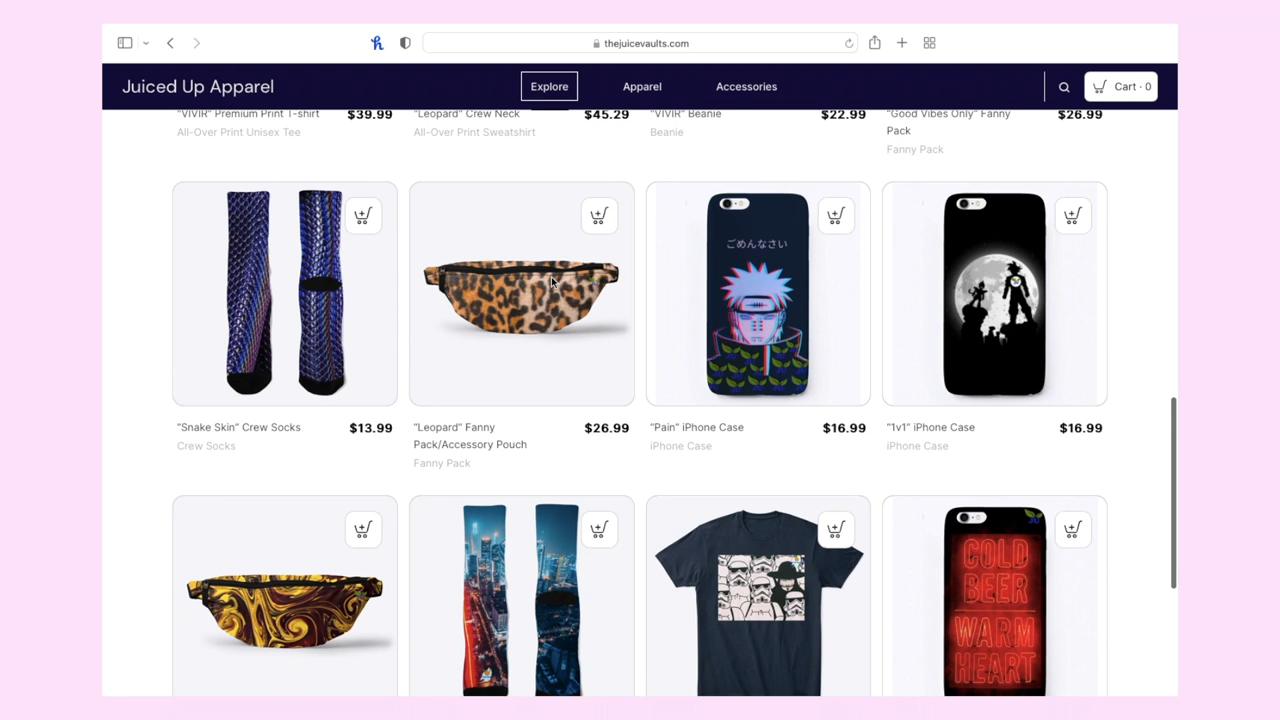 thejuicevaults.com
Juiced Up Apparel
Explore
Apparel
Accessories
Cart · 0
"VIVIR" Premium Print T-shirt $39.99
All-Over Print Unisex Tee
"Leopard" Crew Neck $45.29
All-Over Print Sweatshirt
"VIVIR" Beanie $22.99
Beanie
"Good Vibes Only" Fanny $26.99
Pack
Fanny Pack
ごめんなさい
"Snake Skin" Crew Socks $13.99
Crew Socks
"Leopard" Fanny $26.99
Pack/Accessory Pouch
Fanny Pack
"Pain" iPhone Case $16.99
iPhone Case
"1v1" iPhone Case $16.99
iPhone Case
COLD
BEER
WARM
HEART